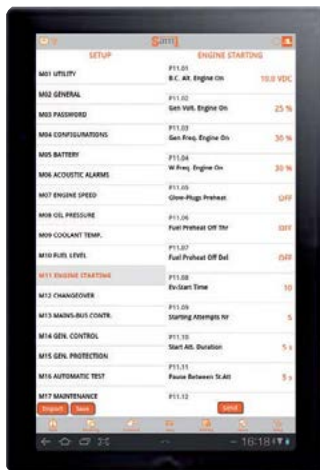 Sam1
SETUP
ENGINE STARTING
M01 UTILITY
M02 GENERAL
M03 PASSWORD
M04 CONFIGURATIONS
M05 BATTERY
M06 ACOUSTIC ALARMS
M07 ENGINE SPEED
M08 OIL PRESSURE
M09 COOLANT TEMP.
M10 FUEL LEVEL
M11 ENGINE STARTING
M12 CHANGEOVER
M13 MAINS-BUS CONTR.
M14 GEN. CONTROL
M15 GEN. PROTECTION
M16 AUTOMATIC TEST
M17 MAINTENANCE
P11.01
B.C. Alt. Engine On 10.0 VDC
P11.02
Gen Volt. Engine On 25 %
P11.03
Gen Freq. Engine On 30 %
P11.04
W Freq. Engine On 30 %
P11.05
Glow-Plugs Preheat OFF
P11.06
Fuel Preheat Off Thr OFF
P11.07
Fuel Preheat Off Del OFF
P11.08
Ev-Start Time 10
P11.09
Starting Attempts Nr 5
P11.10
Start Att. Duration 5 s
P11.11
Pause Between St.Att 5 s
P11.12
Import Save Send
16:18